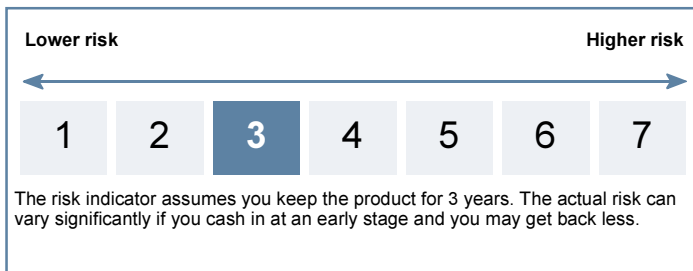 Lower risk Higher risk
1 2 3 4 5 6 7
The risk indicator assumes you keep the product for 3 years. The actual risk can
vary significantly if you cash in at an early stage and you may get back less.